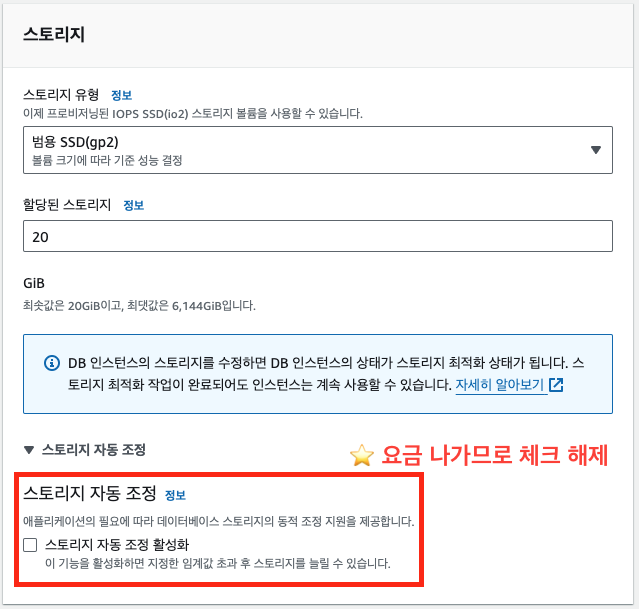 스토리지
스토리지 유형 정보
이제 프로비저닝된 IOPS SSD(io2) 스토리지 볼륨을 사용할 수 있습니다.
범용 SSD(gp2)
볼륨 크기에 따라 기준 성능 결정
할당된 스토리지 정보
20
GiB
최솟값은 20GiB이고, 최댓값은 6,144GiB입니다.
DB 인스턴스의 스토리지를 수정하면 DB 인스턴스의 상태가 스토리지 최적화 상태가 됩니다. 스
토리지 최적화 작업이 완료되어도 인스턴스는 계속 사용할 수 있습니다. 자세히 알아보기
스토리지 자동 조정
⭐ 요금 나가므로 체크 해제
스토리지 자동 조정 정보
애플리케이션의 필요에 따라 데이터베이스 스토리지의 동적 조정 지원을 제공합니다.
스토리지 자동 조정 활성화
이 기능을 활성화하면 지정한 임계값 초과 후 스토리지를 늘릴 수 있습니다.